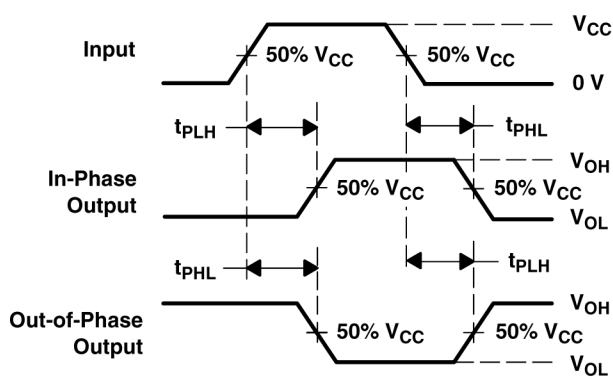 V_CC
Input
50% V_CC
50% V_CC
0 V
t_PLH
t_PHL
V_OH
In-Phase
Output
50% V_CC
50% V_CC
V_OL
t_PHL
t_PLH
V_OH
Out-of-Phase
Output
50% V_CC
50% V_CC
V_OL